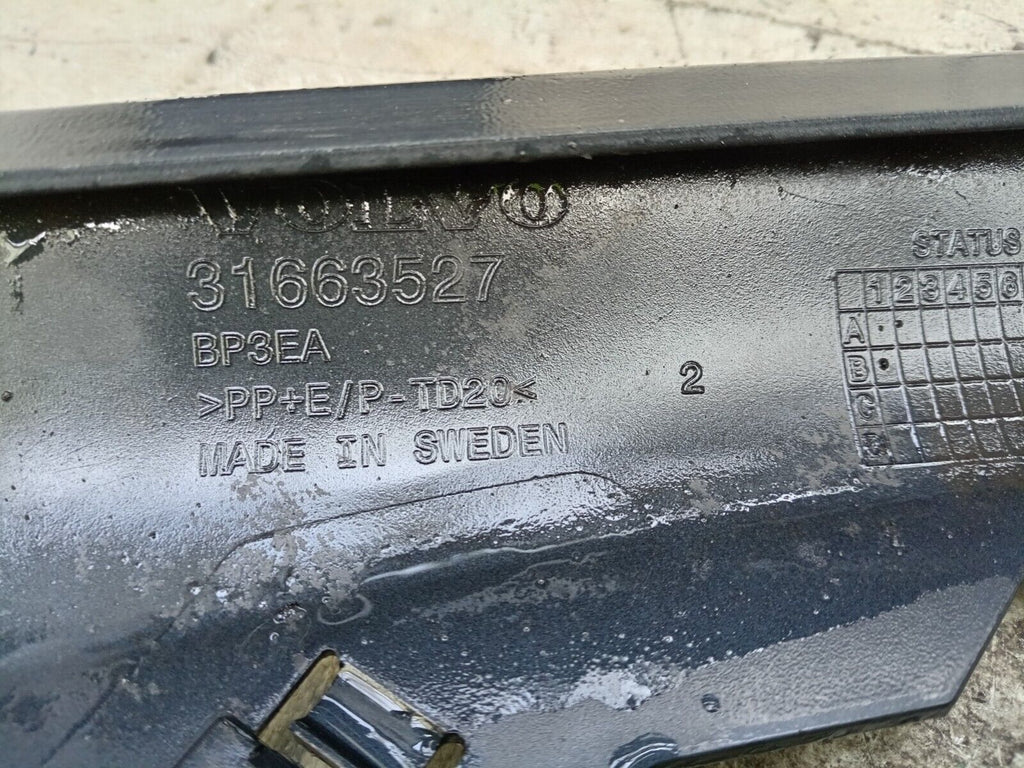 VOLVO
31663527
BP3EA
>PP+E/P-TD20<
MADE IN SWEDEN
2
STATUS
1 2 3 4 5 6
A
B
C
D